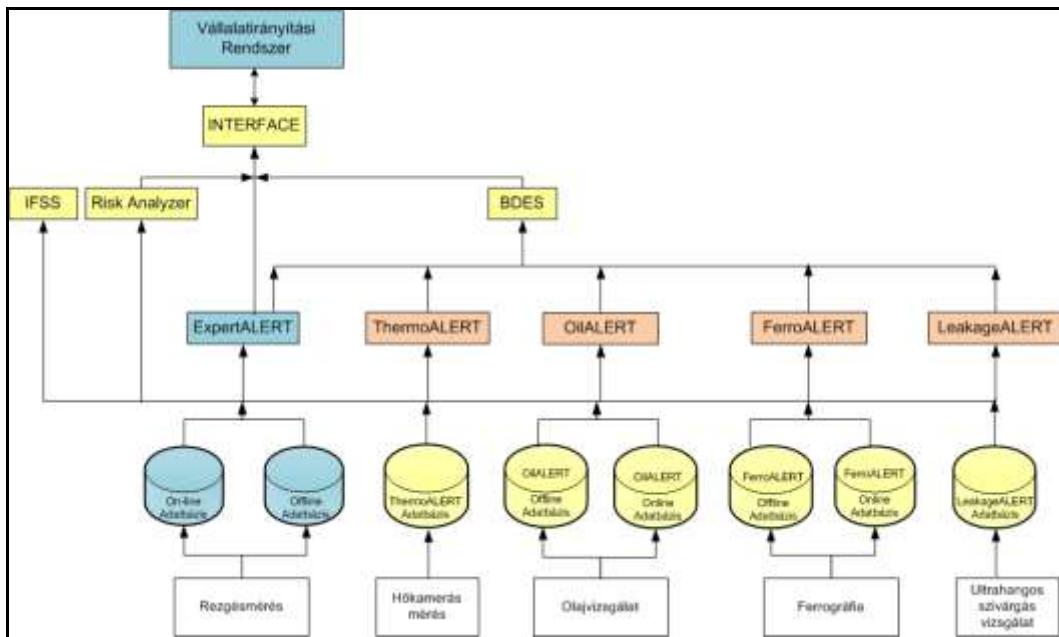 Vállalatirányítási
Rendszer
INTERFACE
IFSS
Risk Analyzer
BDES
ExpertALERT
ThermoALERT
OilALERT
FerroALERT
LeakageALERT
On-line
Adatbázis
Offline
Adatbázis
ThermoALERT
Adatbázis
OilALERT
Offline
Adatbázis
OilALERT
Online
Adatbázis
FerroALERT
Offline
Adatbázis
FerroALERT
Online
Adatbázis
LeakageALERT
Adatbázis
Rezgésmérés
Hőkamerás
mérés
Olajvizsgálat
Ferrográfia
Ultrahangos
szivárgás
vizsgálat